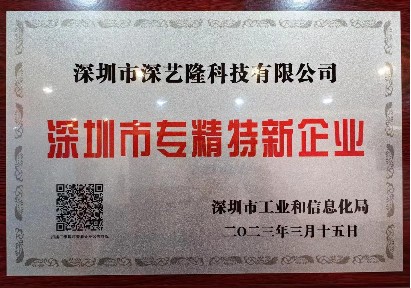 深圳市深艺隆科技有限公司
深圳市专精特新企业
深圳市工业和信息化局
二〇二三年三月十五日